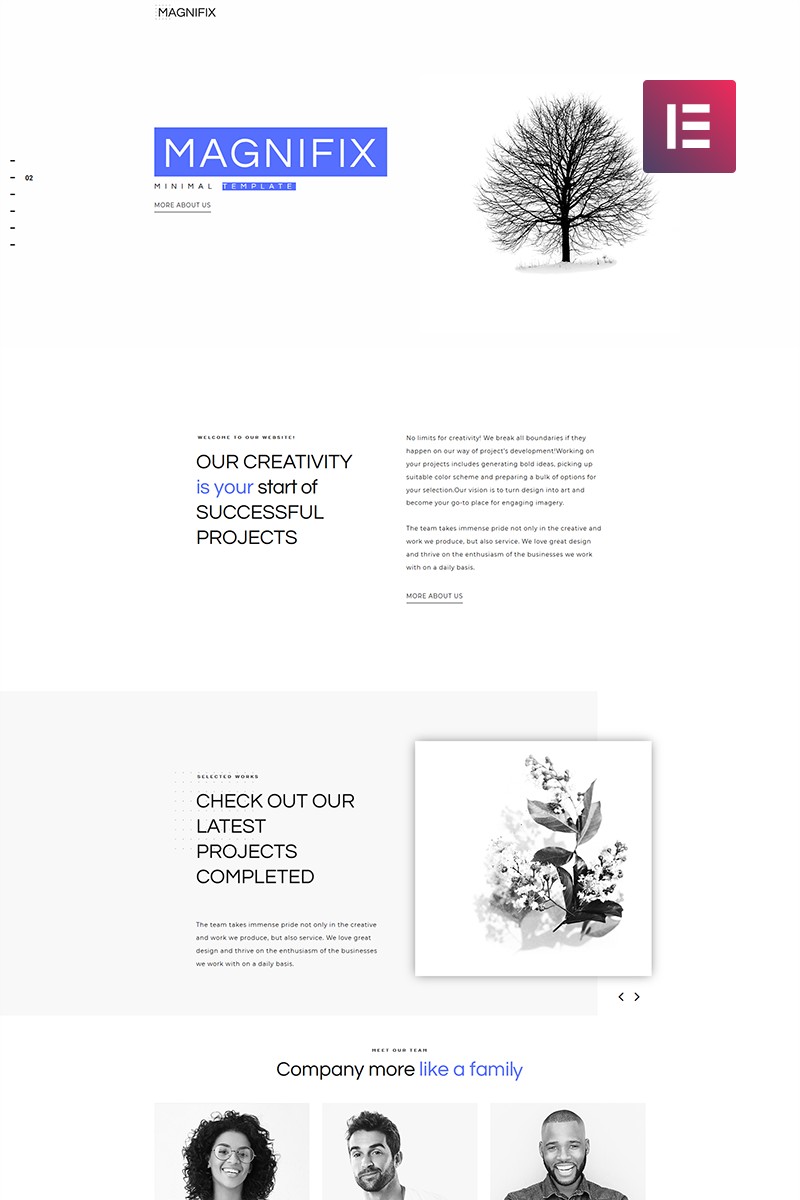 MAGNIFIX
MAGNIFIX
MINIMAL TEMPLATE
MORE ABOUT US
02
WELCOME TO OUR WEBSITE!
OUR CREATIVITY
is your start of
SUCCESSFUL
PROJECTS
No limits for creativity! We break all boundaries if they
happen on our way of project's development!Working on
your projects includes generating bold ideas, picking up
suitable color scheme and preparing a bulk of options for
your selection.Our vision is to turn design into art and
become your go-to place for engaging imagery.
The team takes immense pride not only in the creative and
work we produce, but also service. We love great design
and thrive on the enthusiasm of the businesses we work
with on a daily basis.
MORE ABOUT US
SELECTED WORKS
CHECK OUT OUR
LATEST
PROJECTS
COMPLETED
The team takes immense pride not only in the creative
and work we produce, but also service. We love great
design and thrive on the enthusiasm of the businesses
we work with on a daily basis.
MEET OUR TEAM
Company more like a family